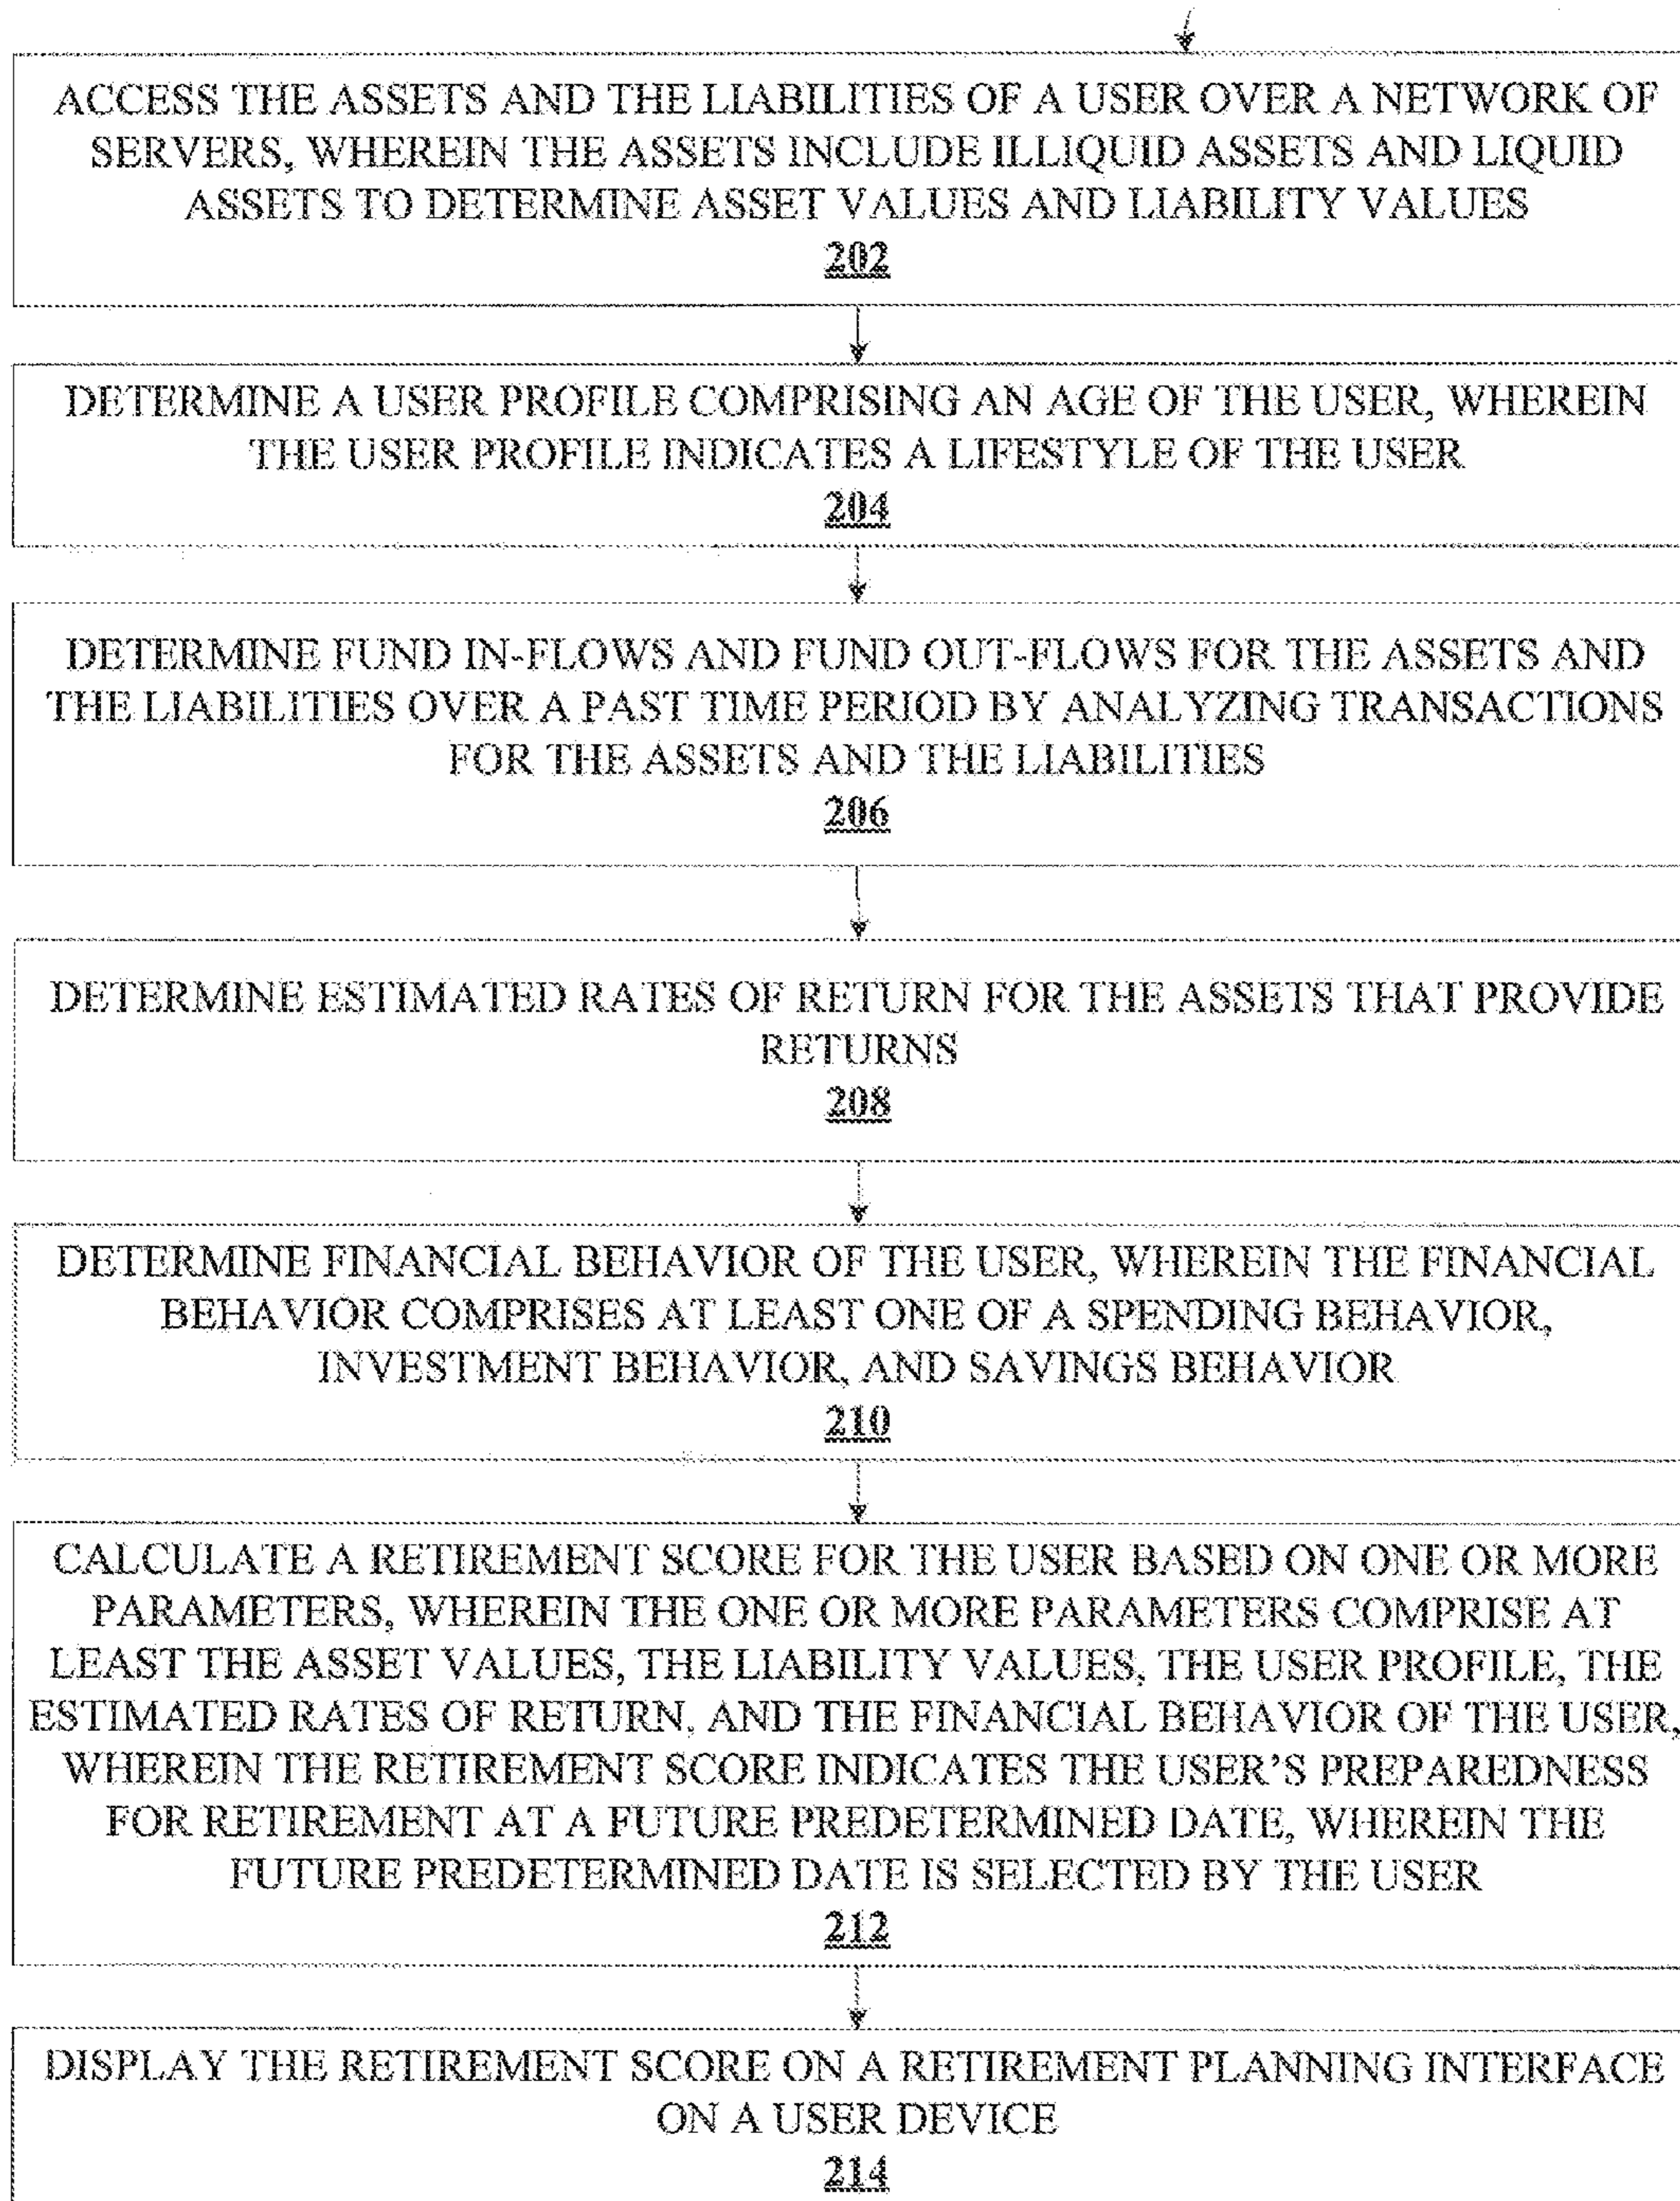 ACCESS THE ASSETS AND THE LIABILITIES OF A USER OVER A NETWORK OF
SERVERS, WHEREIN THE ASSETS INCLUDE ILLIQUID ASSETS AND LIQUID
ASSETS TO DETERMINE ASSET VALUES AND LIABILITY VALUES
202
DETERMINE A USER PROFILE COMPRISING AN AGE OF THE USER, WHEREIN
THE USER PROFILE INDICATES A LIFESTYLE OF THE USER
204
DETERMINE FUND IN-FLOWS AND FUND OUT-FLOWS FOR THE ASSETS AND
THE LIABILITIES OVER A PAST TIME PERIOD BY ANALYZING TRANSACTIONS
FOR THE ASSETS AND THE LIABILITIES
206
DETERMINE ESTIMATED RATES OF RETURN FOR THE ASSETS THAT PROVIDE
RETURNS
208
DETERMINE FINANCIAL BEHAVIOR OF THE USER, WHEREIN THE FINANCIAL
BEHAVIOR COMPRISES AT LEAST ONE OF A SPENDING BEHAVIOR,
INVESTMENT BEHAVIOR, AND SAVINGS BEHAVIOR
210
CALCULATE A RETIREMENT SCORE FOR THE USER BASED ON ONE OR MORE
PARAMETERS, WHEREIN THE ONE OR MORE PARAMETERS COMPRISE AT
LEAST THE ASSET VALUES, THE LIABILITY VALUES, THE USER PROFILE, THE
ESTIMATED RATES OF RETURN, AND THE FINANCIAL BEHAVIOR OF THE USER,
WHEREIN THE RETIREMENT SCORE INDICATES THE USER'S PREPAREDNESS
FOR RETIREMENT AT A FUTURE PREDETERMINED DATE, WHEREIN THE
FUTURE PREDETERMINED DATE IS SELECTED BY THE USER
212
DISPLAY THE RETIREMENT SCORE ON A RETIREMENT PLANNING INTERFACE
ON A USER DEVICE
214